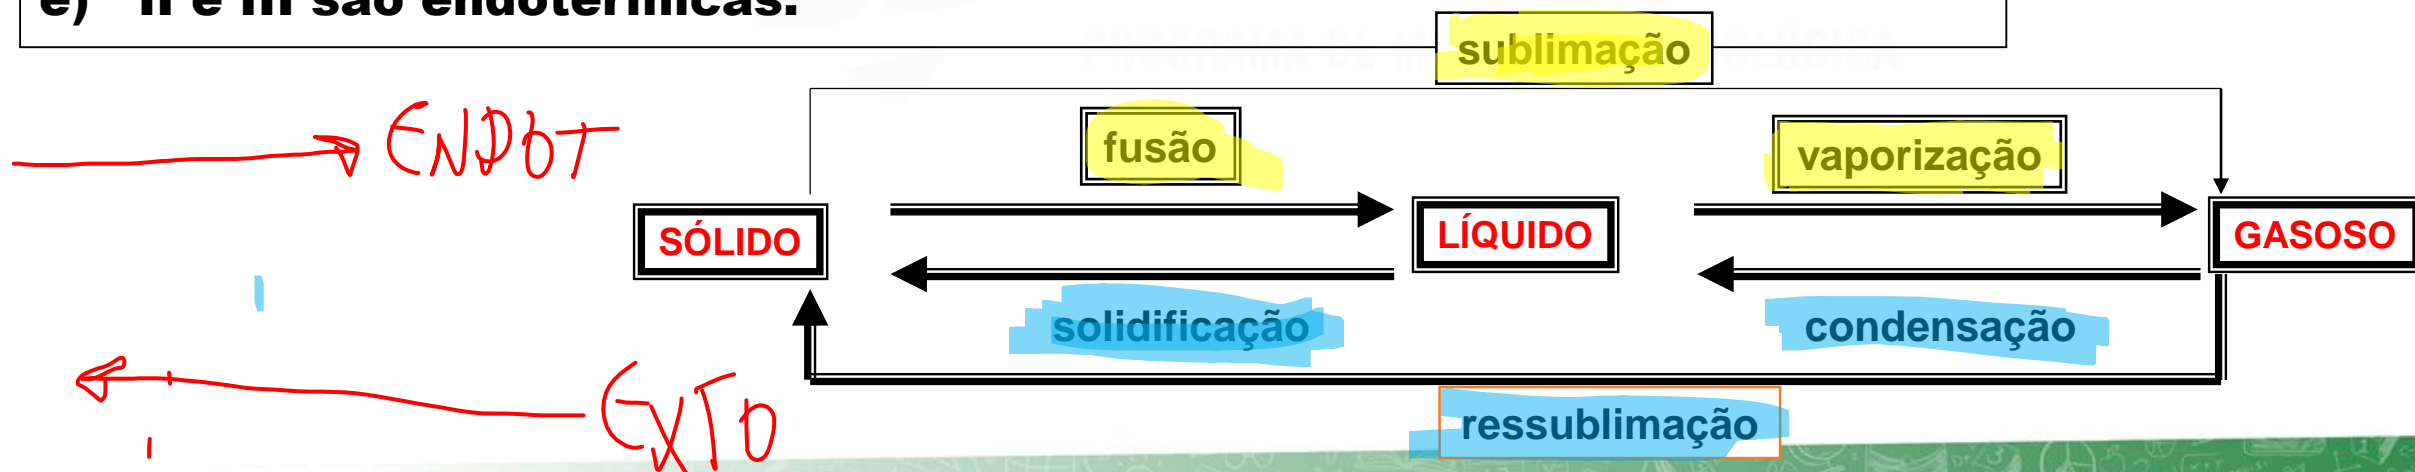 e) II e III são endotérmicas.
sublimação
ENDOT
fusão
vaporização
SÓLIDO
LÍQUIDO
GASOSO
solidificação
condensação
EXTO
ressublimação